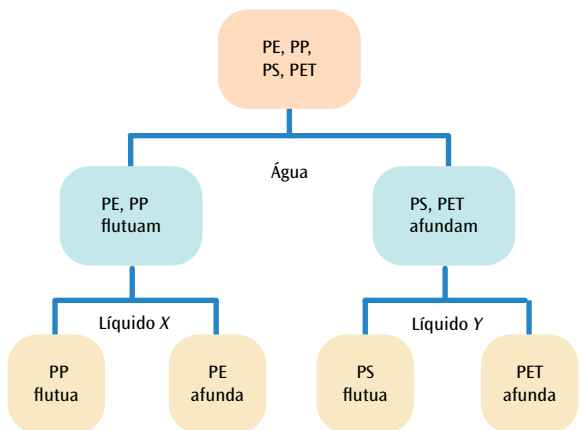 PE, PP,
PS, PET
Água
PE, PP
flutuam
PS, PET
afundam
Líquido X
Líquido Y
PP
flutua
PE
afunda
PS
flutua
PET
afunda